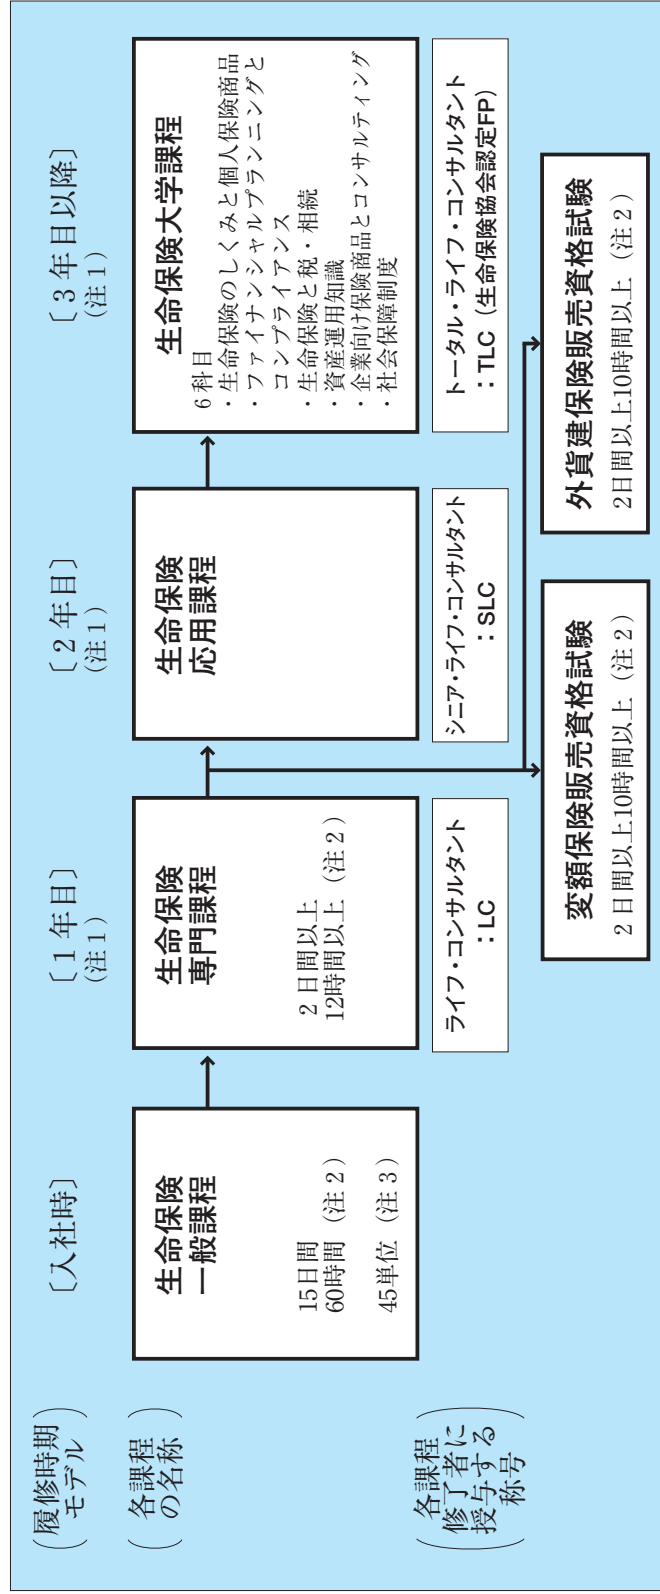 （履修時期
モデル）
〔入社時〕
〔１年目〕
（注１）
〔２年目〕
（注１）
〔３年目以降〕
（注１）
（各課程
の名称）
生命保険
一般課程
15日間
60時間（注２）
45単位（注３）
生命保険
専門課程
２日間以上
12時間以上（注２）
生命保険
応用課程
生命保険大学課程
６科目
・生命保険のしくみと個人保険商品
・ファイナンシャルプランニングと
コンプライアンス
・生命保険と税・相続
・資産運用知識
・企業向け保険商品とコンサルティング
・社会保障制度
（各課程
修了者に
授与する
称号）
ライフ・コンサルタント
：LC
シニア・ライフ・コンサルタント
：SLC
トータル・ライフ・コンサルタント
：TLC（生命保険協会認定FP）
変額保険販売資格試験
２日間以上10時間以上（注２）
外貨建保険販売資格試験
２日間以上10時間以上（注２）